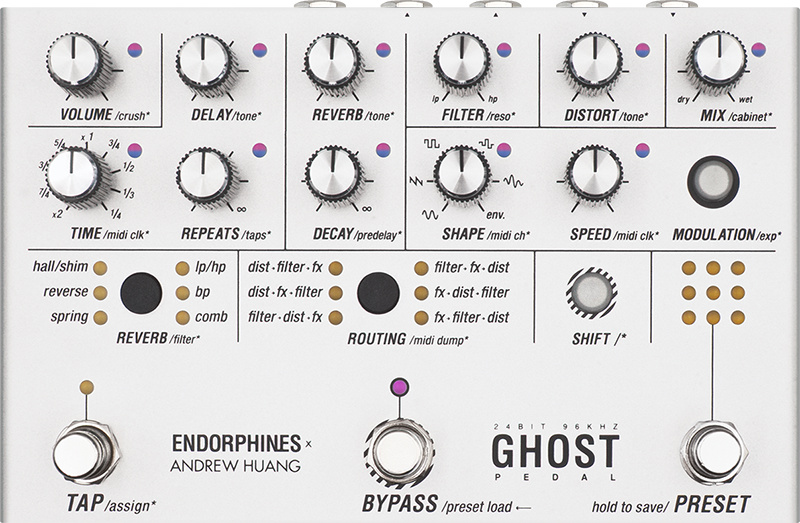 VOLUME /crush*
DELAY/tone*
REVERB/tone*
lp hp
FILTER /reso*
DISTORT/tone*
dry wet
MIX /cabinet*
x 1
5/4 3/4
3/ 1/2
7/4 1/3
x2 1/4
TIME /midi clk*
∞
REPEATS /taps*
∞
DECAY/predelay*
env.
SHAPE /midi ch*
SPEED /midi clk*
MODULATION/exp*
hall/shim
reverse
spring
lp/hp
bp
comb
REVERB /filter*
dist·filter·fx
dist·fx·filter
filter·dist·fx
filter·fx·dist
fx·dist·filter
fx·filter·dist
ROUTING /midi dump*
SHIFT /*
ENDORPHIN.ES x
ANDREW HUANG
24BIT 96KHZ
GHOST
PEDAL
TAP /assign*
BYPASS /preset load ←
hold to save/ PRESET